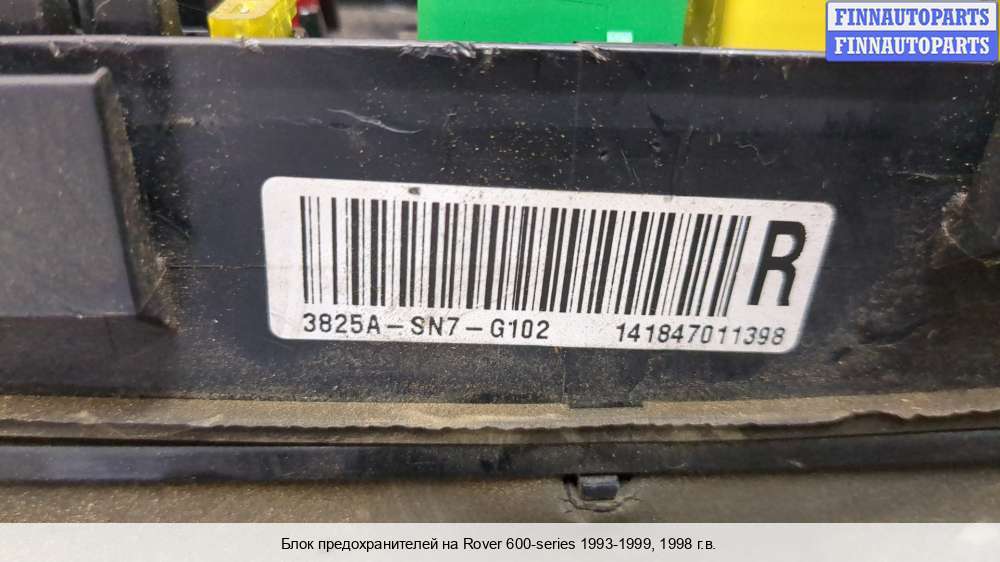 FINNAUTOPARTS
FINNAUTOPARTS
R
3825A-SN7-G102 141847011398
Блок предохранителей на Rover 600-series 1993-1999, 1998 г.в.